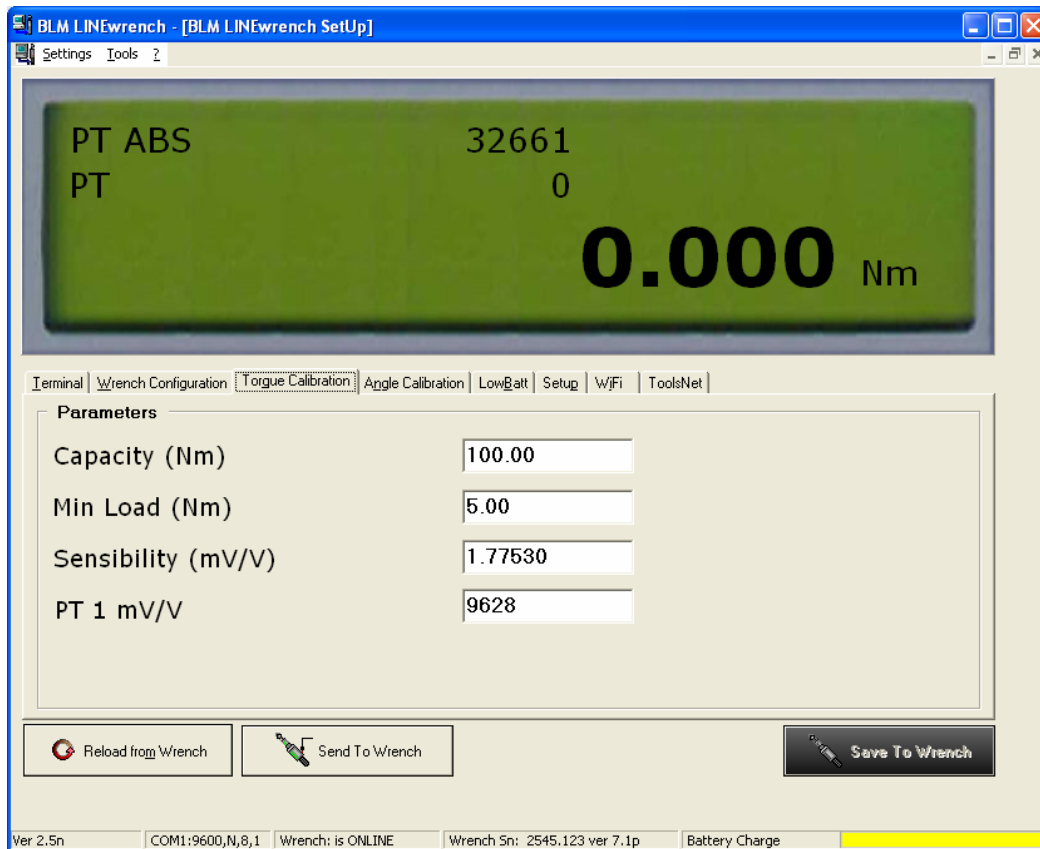 BLM LINEwrench - [BLM LINEwrench SetUp]
Settings Tools ?
PT ABS 32661
PT 0
0.000 Nm
Terminal Wrench Configuration Torque Calibration Angle Calibration LowBatt Setup WiFi ToolsNet
Parameters
Capacity (Nm) 100.00
Min Load (Nm) 5.00
Sensibility (mV/V) 1.77530
PT 1 mV/V 9628
Reload from Wrench Send To Wrench Save To Wrench
Ver 2.5n COM1:9600,N,8,1 Wrench: is ONLINE Wrench Sn: 2545.123 ver 7.1p Battery Charge